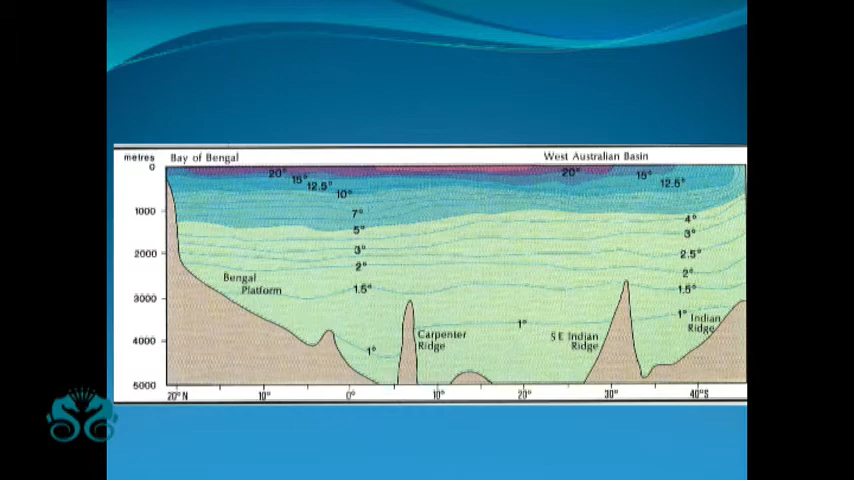 metres Bay of Bengal West Australian Basin
0
20° 15° 12.5° 10° 20° 15° 12.5°
1000 7° 4°
5° 3°
2000 3° 2.5°
2° 2°
Bengal
Platform 1.5° 1.5°
3000
1° Indian
Ridge
1°
4000 Carpenter
Ridge
S E Indian
Ridge
1°
5000
20°N 10° 0° 10° 20° 30° 40°S